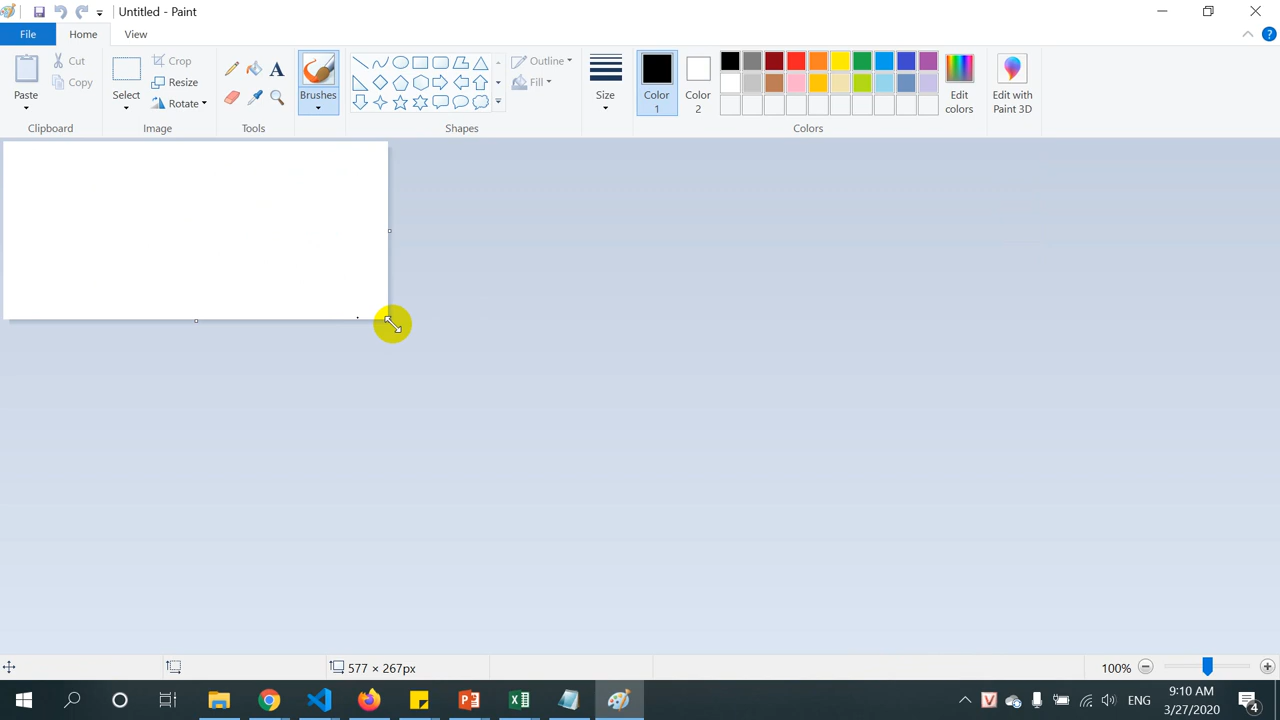 Untitled - Paint
File
Home
View
Paste
Cut
Copy
Clipboard
Select
Crop
Resize
Rotate
Image
A
Tools
Brushes
Outline
Fill
Shapes
Size
Color 1
Color 2
Edit colors
Colors
Edit with Paint 3D
577 × 267px
100%
ENG
9:10 AM
3/27/2020
4